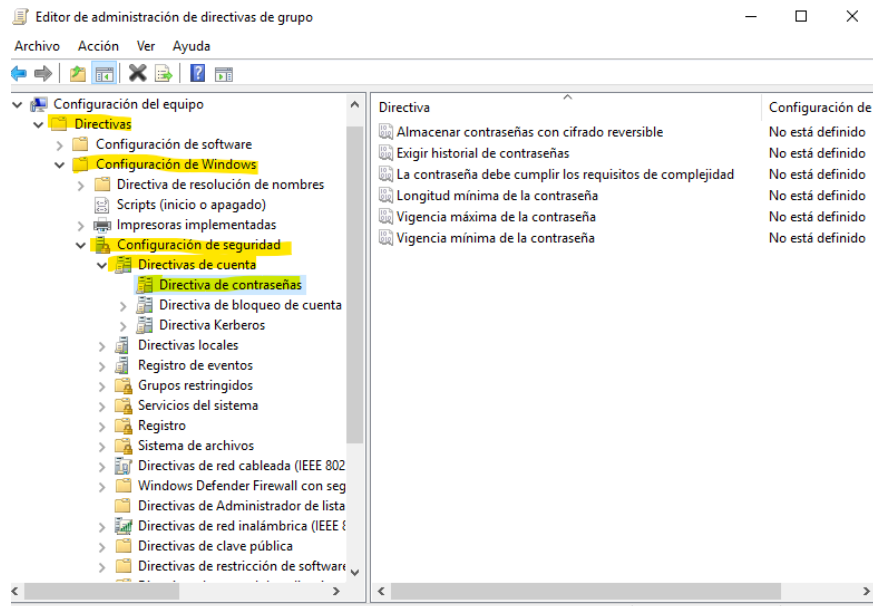 Editor de administración de directivas de grupo
Archivo Acción Ver Ayuda
Configuración del equipo
Directivas
Configuración de software
Configuración de Windows
Directiva de resolución de nombres
Scripts (inicio o apagado)
Impresoras implementadas
Configuración de seguridad
Directivas de cuenta
Directiva de contraseñas
Directiva de bloqueo de cuenta
Directiva Kerberos
Directivas locales
Registro de eventos
Grupos restringidos
Servicios del sistema
Registro
Sistema de archivos
Directivas de red cableada (IEEE 802
Windows Defender Firewall con seg
Directivas de Administrador de lista
Directivas de red inalámbrica (IEEE 8
Directivas de clave pública
Directivas de restricción de software
Directiva Configuración de
Almacenar contraseñas con cifrado reversible No está definido
Exigir historial de contraseñas No está definido
La contraseña debe cumplir los requisitos de complejidad No está definido
Longitud mínima de la contraseña No está definido
Vigencia máxima de la contraseña No está definido
Vigencia mínima de la contraseña No está definido